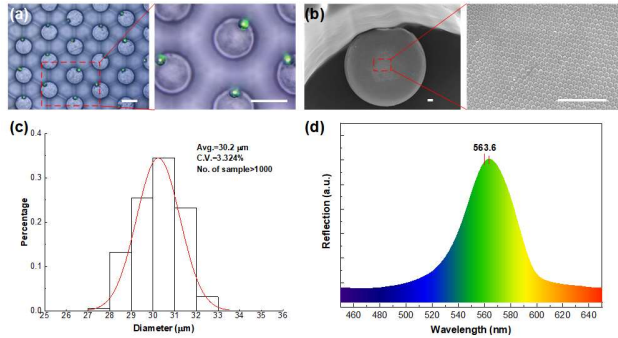 (a)
(b)
(c)
(d)
Avg.=30.2 μm
C.V.=3.324%
No. of sample>1000
563.6
Percentage
0.4
0.3
0.2
0.1
0.0
25 26 27 28 29 30 31 32 33 34 35 36
Diameter (μm)
Reflection (a.u.)
460 480 500 520 540 560 580 600 620 640
Wavelength (nm)